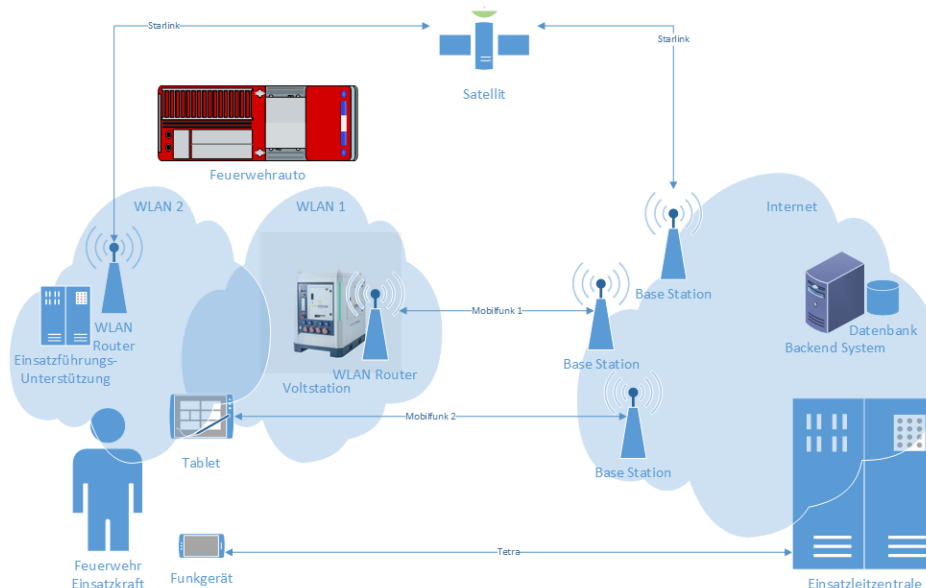 Starlink
Starlink
Satellit
Feuerwehrauto
WLAN 2
WLAN 1
Internet
Base Station
Mobilfunk 1
WLAN
Router
Einsatzführungs-
Unterstützung
WLAN Router
Voltstation
Base Station
Datenbank
Backend System
Mobilfunk 2
Tablet
Base Station
Tetra
Feuerwehr
Einsatzkraft
Funkgerät
Einsatzleitzentrale